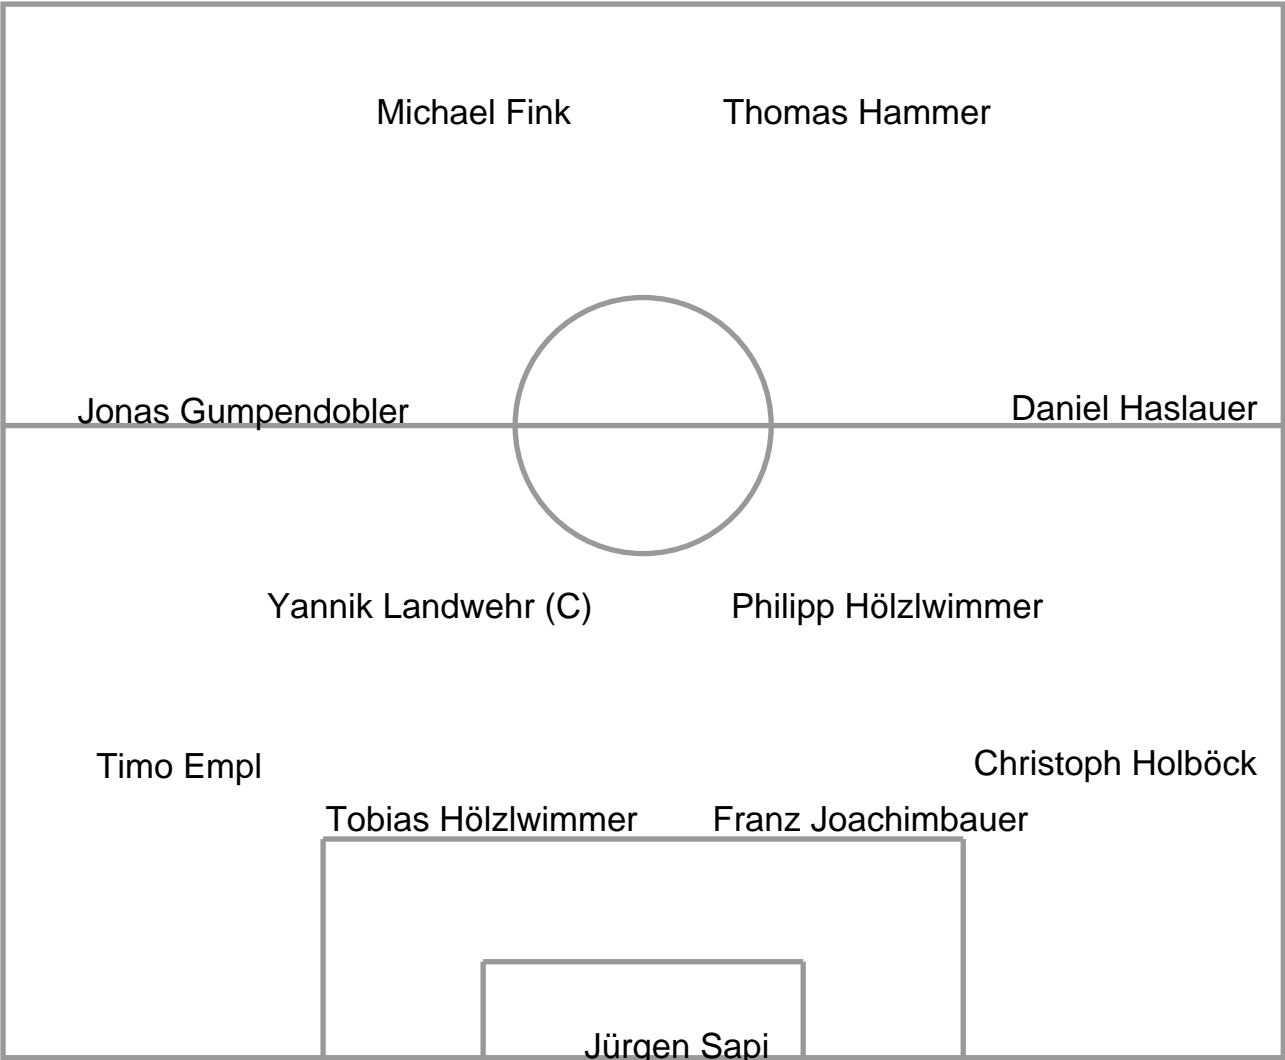 Michael Fink
Thomas Hammer
Jonas Gumpendobler
Daniel Haslauer
Yannik Landwehr (C)
Philipp Hölzlwimmer
Timo Empl
Christoph Holböck
Tobias Hölzlwimmer
Franz Joachimbauer
Jürgen Sapi